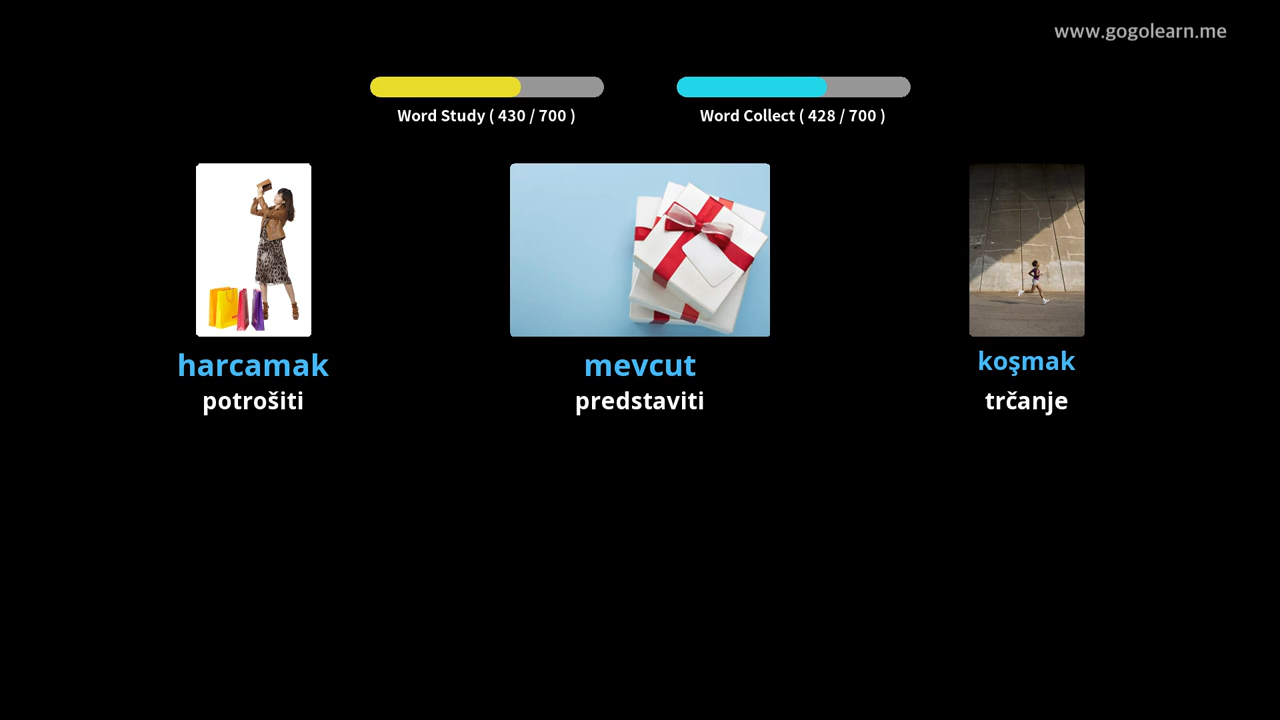 www.gogolearn.me
Word Study ( 430 / 700 )
Word Collect ( 428 / 700 )
harcamak
potrošiti
mevcut
predstaviti
koşmak
trčanje